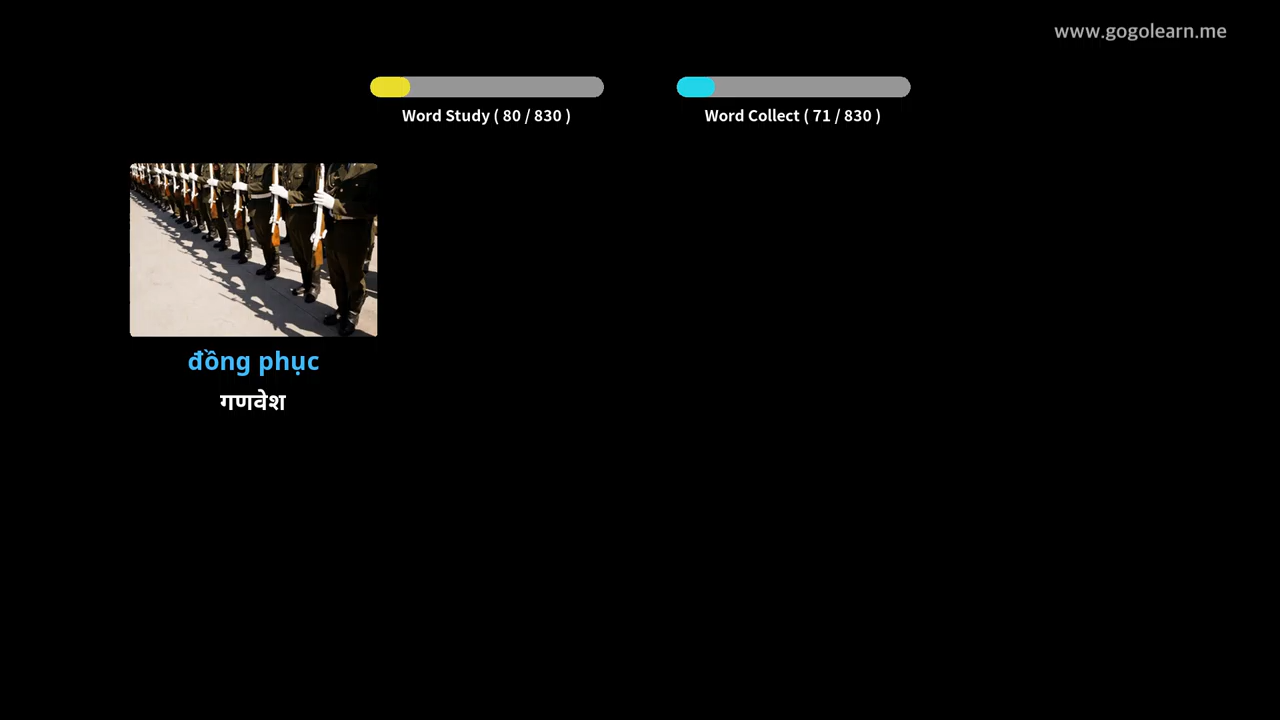 www.gogolearn.me
Word Study ( 80 / 830 )
Word Collect ( 71 / 830 )
đồng phục
गणवेश